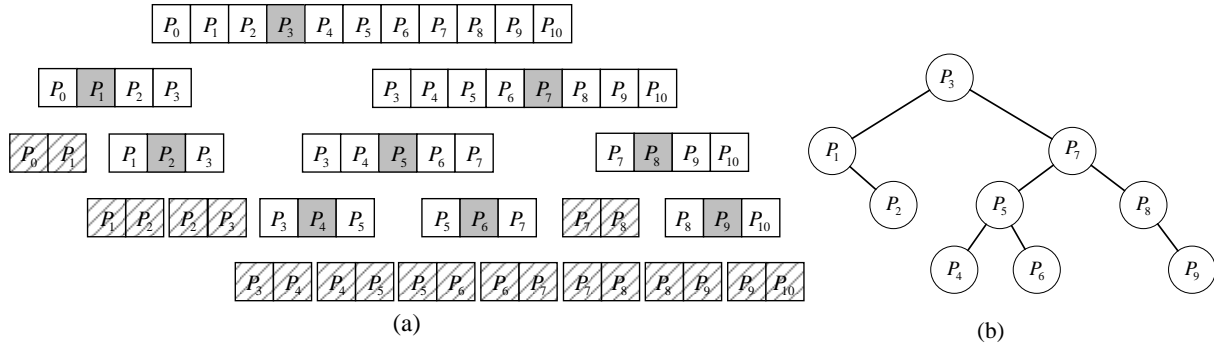 P0 P1 P2 P3 P4 P5 P6 P7 P8 P9 P10
P0 P1 P2 P3
P3 P4 P5 P6 P7 P8 P9 P10
P0 P1
P1 P2 P3
P3 P4 P5 P6 P7
P7 P8 P9 P10
P1 P2
P2 P3
P3 P4 P5
P5 P6 P7
P7 P8
P8 P9 P10
P3 P4
P4 P5
P5 P6
P6 P7
P7 P8
P8 P9
P9 P10
(a)
P3
P1
P7
P2
P5
P8
P4
P6
P9
(b)